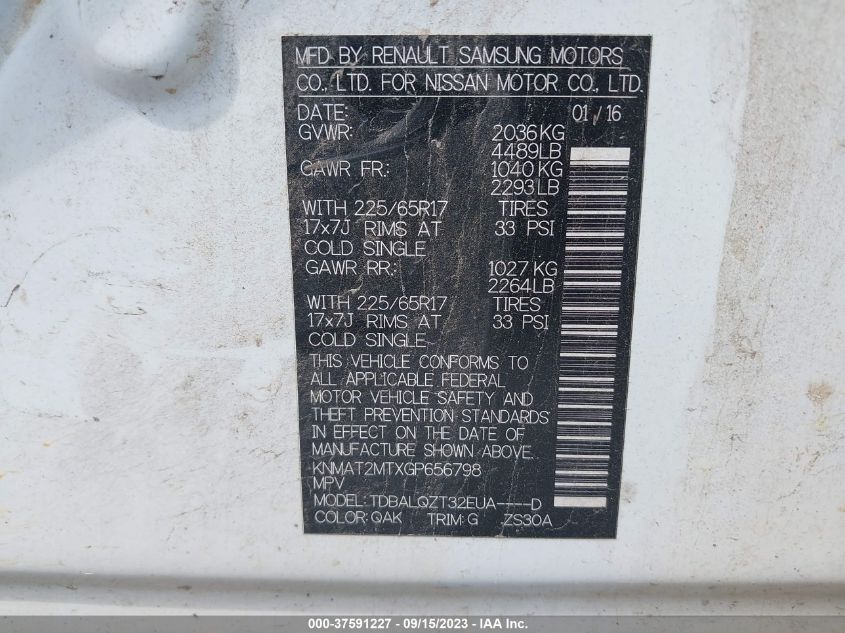 MFD BY RENAULT SAMSUNG MOTORS
CO., LTD. FOR NISSAN MOTOR CO., LTD.
DATE: 01/16
GVWR: 2036KG
4489LB
GAWR FR.: 1040KG
2293LB
WITH 225/65R17 TIRES
17x7J RIMS AT 33 PSI
COLD SINGLE
GAWR RR.: 1027KG
2264LB
WITH 225/65R17 TIRES
17x7J RIMS AT 33 PSI
COLD SINGLE
THIS VEHICLE CONFORMS TO
ALL APPLICABLE FEDERAL
MOTOR VEHICLE SAFETY AND
THEFT PREVENTION STANDARDS
IN EFFECT ON THE DATE OF
MANUFACTURE SHOWN ABOVE.
KNMAT2MTXGP656798
MPV
MODEL: TDBALQZT32EUA----D
COLOR: QAK TRIM: G ZS30A
000-37591227 - 09/15/2023 - IAA Inc.